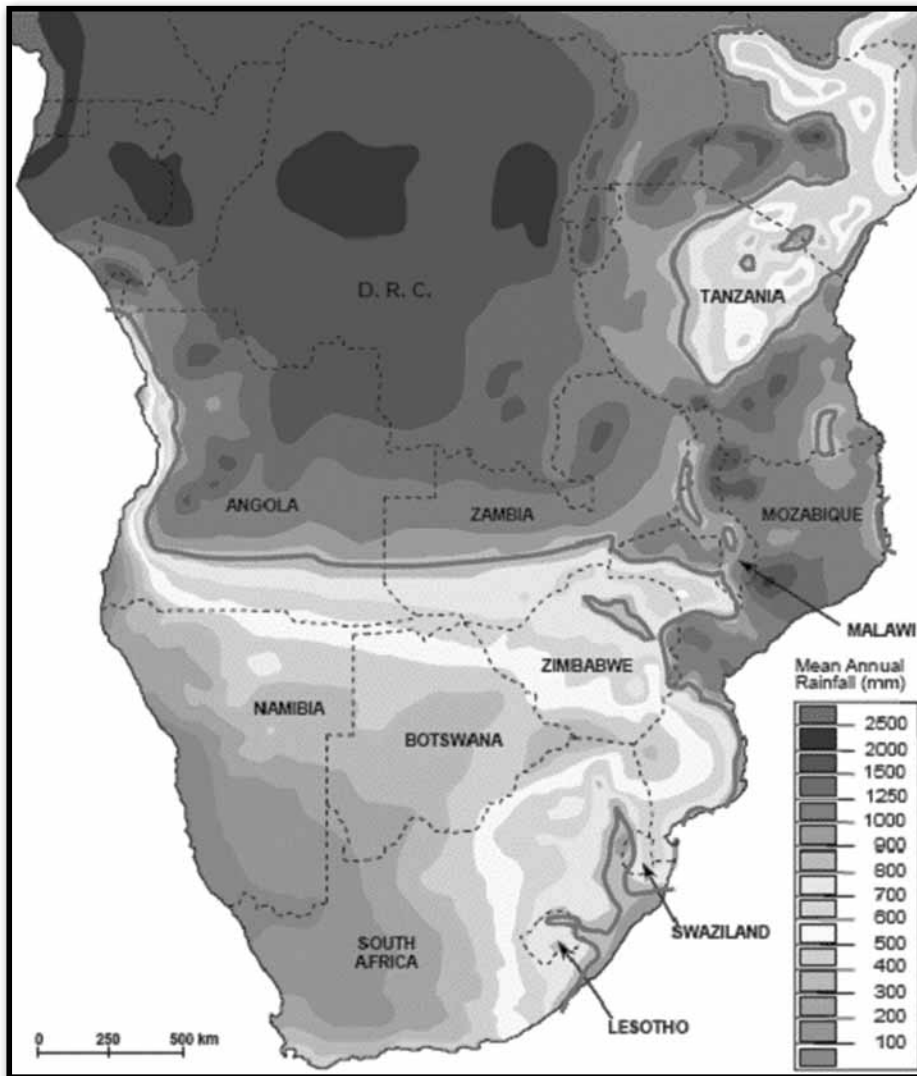 D. R. C.
TANZANIA
ANGOLA
ZAMBIA
MOZABIQUE
MALAWI
ZIMBABWE
NAMIBIA
BOTSWANA
SWAZILAND
SOUTH
AFRICA
LESOTHO
Mean Annual
Rainfall (mm)
2500
2000
1500
1250
1000
900
800
700
600
500
400
300
200
100
0 250 500 km